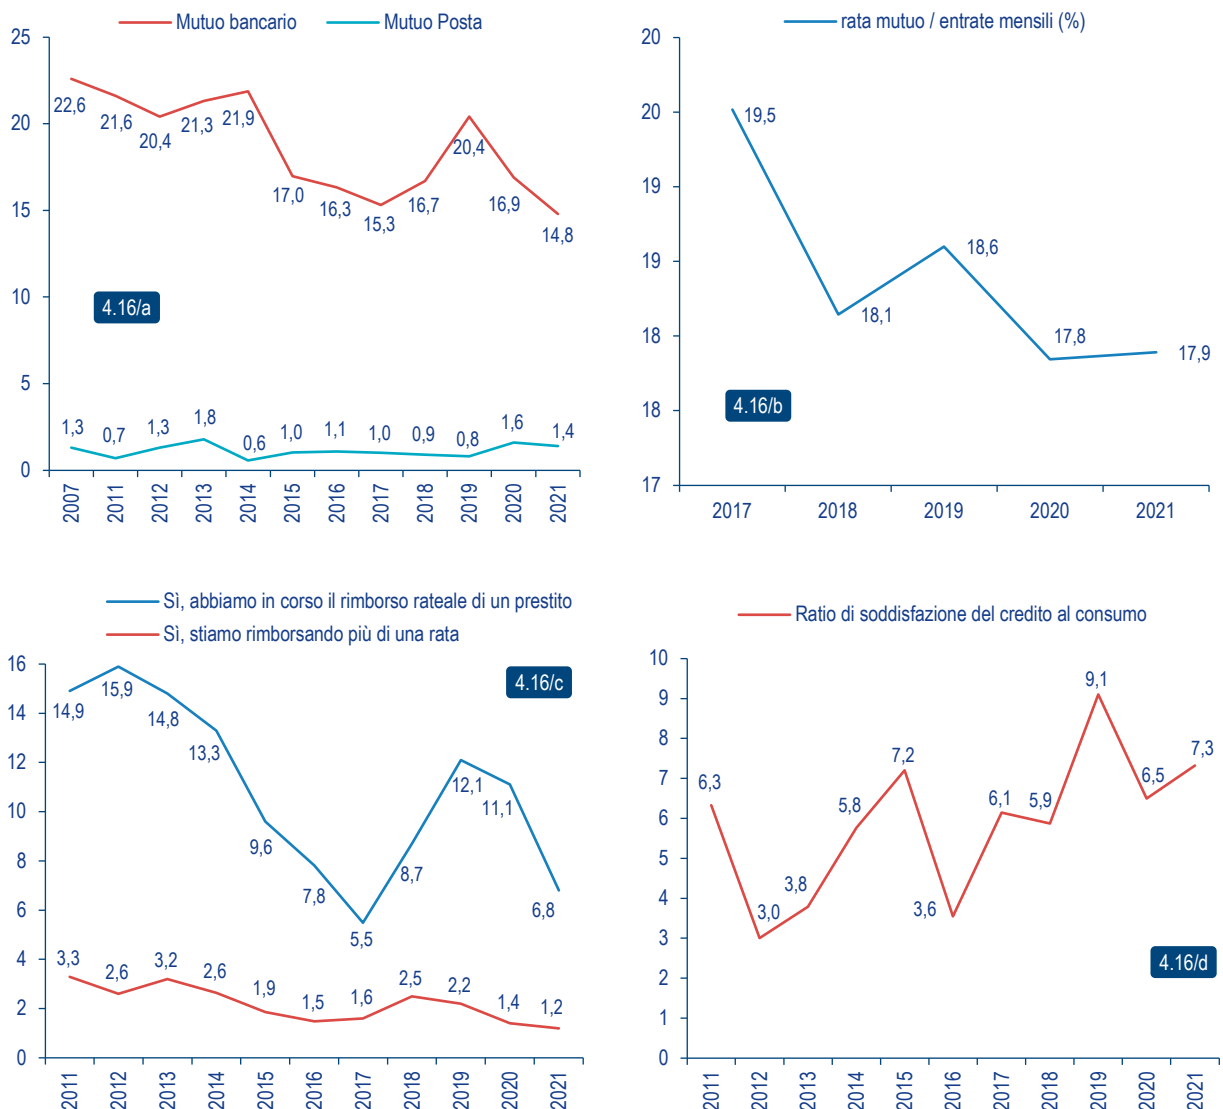 Mutuo bancario Mutuo Posta
25
20
15
10
5
0
22,6 21,6 20,4 21,3 21,9 17,0 16,3 15,3 16,7 20,4 16,9 14,8
4.16/a
1,3 0,7 1,3 1,8 0,6 1,0 1,1 1,0 0,9 0,8 1,6 1,4
2007 2011 2012 2013 2014 2015 2016 2017 2018 2019 2020 2021
rata mutuo / entrate mensili (%)
20
20
19
19
18
18
17
19,5 18,1 18,6 17,8 17,9
4.16/b
2017 2018 2019 2020 2021
Sì, abbiamo in corso il rimborso rateale di un prestito
Sì, stiamo rimborsando più di una rata
16
14
12
10
8
6
4
2
0
4.16/c
14,9 15,9 14,8 13,3 9,6 7,8 5,5 8,7 12,1 11,1 6,8
3,3 2,6 3,2 2,6 1,9 1,5 1,6 2,5 2,2 1,4 1,2
2011 2012 2013 2014 2015 2016 2017 2018 2019 2020 2021
Ratio di soddisfazione del credito al consumo
10
9
8
7
6
5
4
3
2
1
0
6,3 3,0 3,8 5,8 7,2 3,6 6,1 5,9 9,1 6,5 7,3
4.16/d
2011 2012 2013 2014 2015 2016 2017 2018 2019 2020 2021